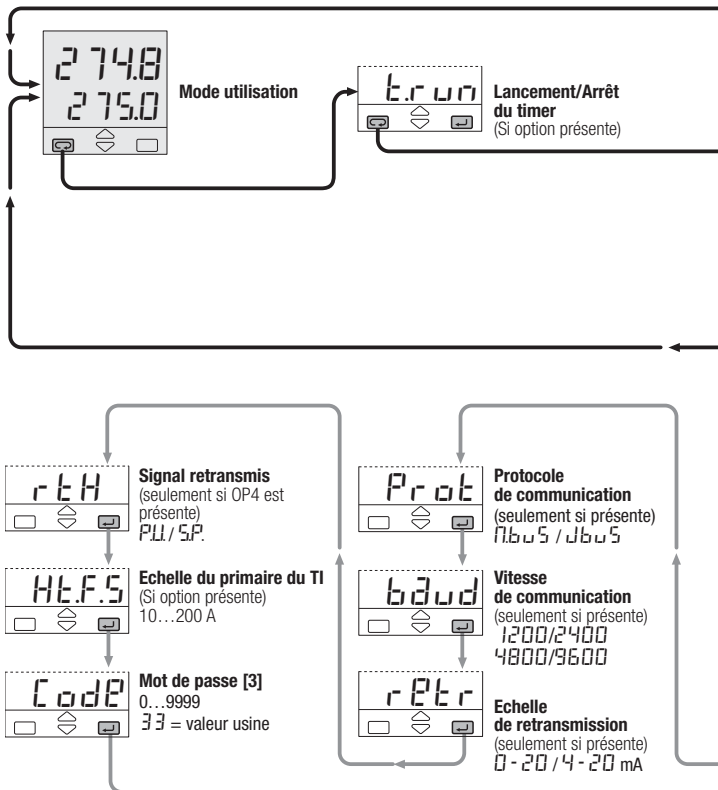 274.8
275.0
Mode utilisation
t.run
Lancement/Arrêt
du timer
(Si option présente)
rtH
Signal retransmis
(seulement si OP4 est
présente)
P.U./ S.P.
Ht.F.S
Echelle du primaire du TI
(Si option présente)
10…200 A
Code
Mot de passe [3]
0…9999
33 = valeur usine
Prot
Protocole
de communication
(seulement si présente)
M.buS / JbuS
baud
Vitesse
de communication
(seulement si présente)
1200/2400
4800/9600
retr
Echelle
de retransmission
(seulement si présente)
0-20 / 4-20 mA